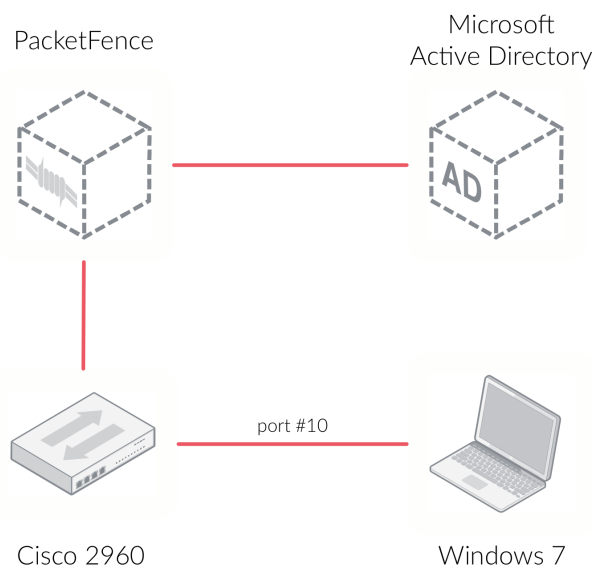 PacketFence
Microsoft
Active Directory
AD
port #10
Cisco 2960
Windows 7